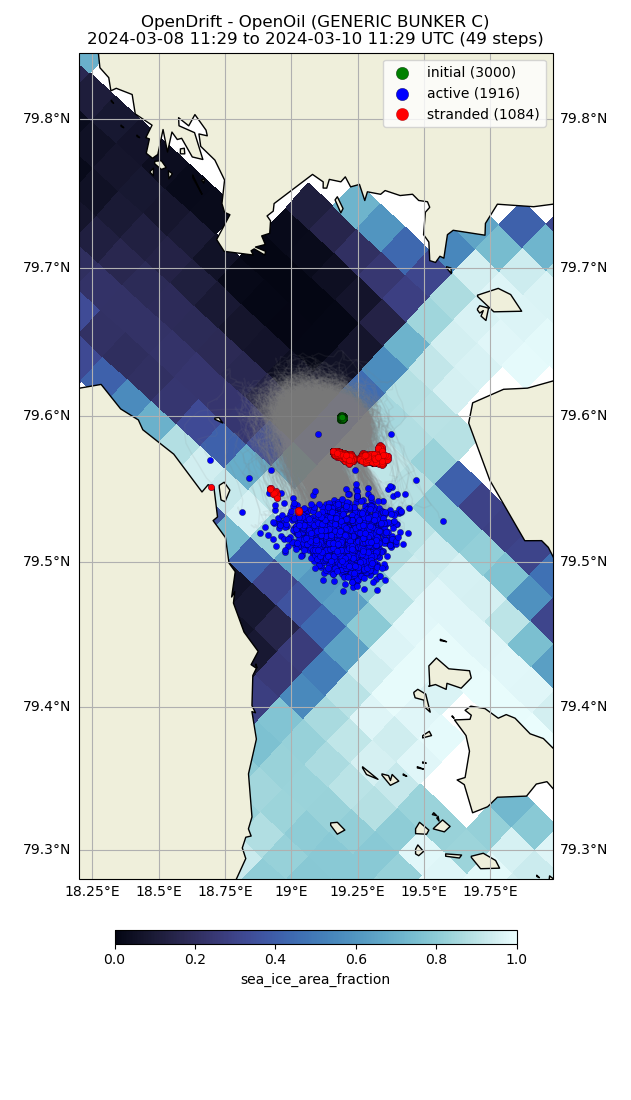 OpenDrift - OpenOil (GENERIC BUNKER C)
2024-03-08 11:29 to 2024-03-10 11:29 UTC (49 steps)
initial (3000)
active (1916)
stranded (1084)
79.8°N 79.8°N
79.7°N 79.7°N
79.6°N 79.6°N
79.5°N 79.5°N
79.4°N 79.4°N
79.3°N 79.3°N
18.25°E 18.5°E 18.75°E 19°E 19.25°E 19.5°E 19.75°E
0.0 0.2 0.4 0.6 0.8 1.0
sea_ice_area_fraction